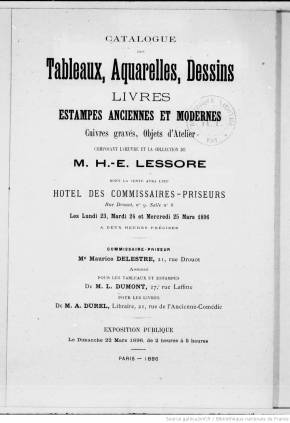 CATALOGUE
DES
Tableaux, Aquarelles, Dessins
LIVRES
ESTAMPES ANCIENNES ET MODERNES
Cuivres gravés, Objets d'Atelier
COMPOSANT L'ŒUVRE ET LA COLLECTION DE
M. H.-E. LESSORE
DONT LA VENTE AURA LIEU
HOTEL DES COMMISSAIRES-PRISEURS
Rue Drouot, nº 9, Salle nº 8
Les Lundi 23, Mardi 24 et Mercredi 25 Mars 1896
A DEUX HEURES PRÉCISES
COMMISSAIRE-PRISEUR
Me Maurice DELESTRE, 21, rue Drouot
Assisté
POUR LES TABLEAUX ET ESTAMPES
De M. L. DUMONT, 27, rue Laffitte
POUR LES LIVRES
De M. A. DUREL, Libraire, 21, rue de l'Ancienne-Comédie
EXPOSITION PUBLIQUE
Le Dimanche 22 Mars 1896, de 2 heures à 5 heures
PARIS — 1896
Source gallica.bnf.fr / Bibliothèque nationale de France